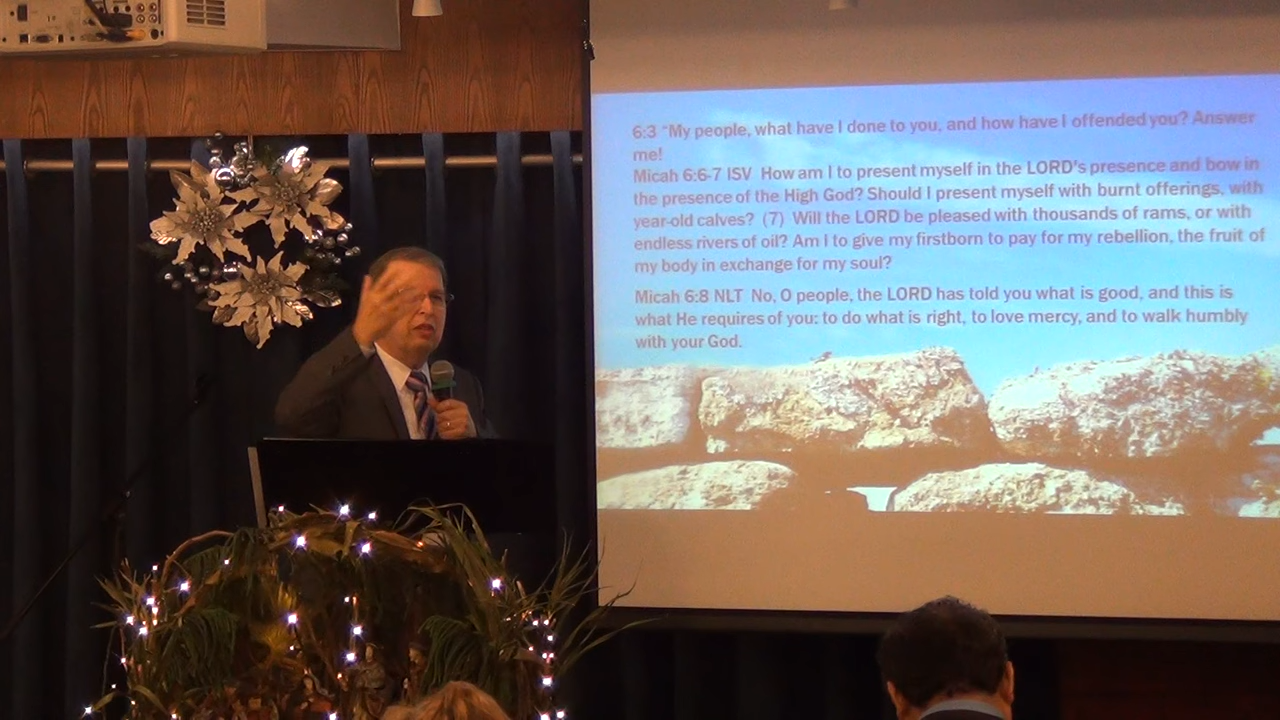 6:3 “My people, what have I done to you, and how have I offended you? Answer
me!
Micah 6:6-7 ISV How am I to present myself in the LORD's presence and bow in
the presence of the High God? Should I present myself with burnt offerings, with
year-old calves? (7) Will the LORD be pleased with thousands of rams, or with
endless rivers of oil? Am I to give my firstborn to pay for my rebellion, the fruit of
my body in exchange for my soul?
Micah 6:8 NLT No, O people, the LORD has told you what is good, and this is
what He requires of you: to do what is right, to love mercy, and to walk humbly
with your God.